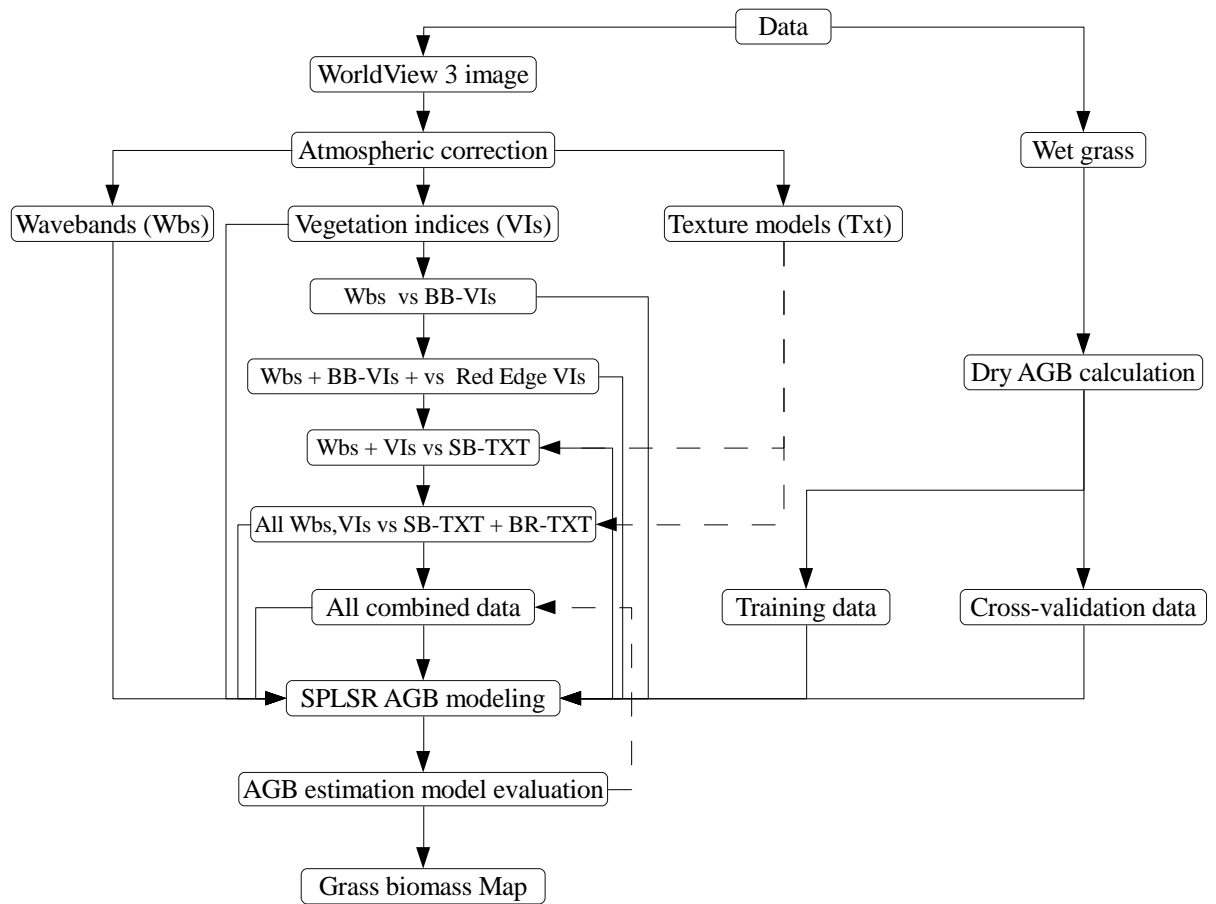 Data
WorldView 3 image
Atmospheric correction
Wet grass
Wavebands (Wbs)
Vegetation indices (VIs)
Texture models (Txt)
Wbs vs BB-VIs
Wbs + BB-VIs + vs Red Edge VIs
Dry AGB calculation
Wbs + VIs vs SB-TXT
All Wbs,VIs vs SB-TXT + BR-TXT
All combined data
Training data
Cross-validation data
SPLSR AGB modeling
AGB estimation model evaluation
Grass biomass Map